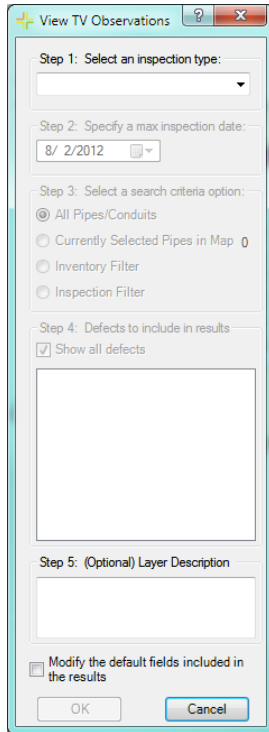 View TV Observations
Step 1: Select an inspection type:
Step 2: Specify a max inspection date:
8/ 2/2012
Step 3: Select a search criteria option:
All Pipes/Conduits
Currently Selected Pipes in Map 0
Inventory Filter
Inspection Filter
Step 4: Defects to include in results
Show all defects
Step 5: (Optional) Layer Description
Modify the default fields included in
the results
OK Cancel